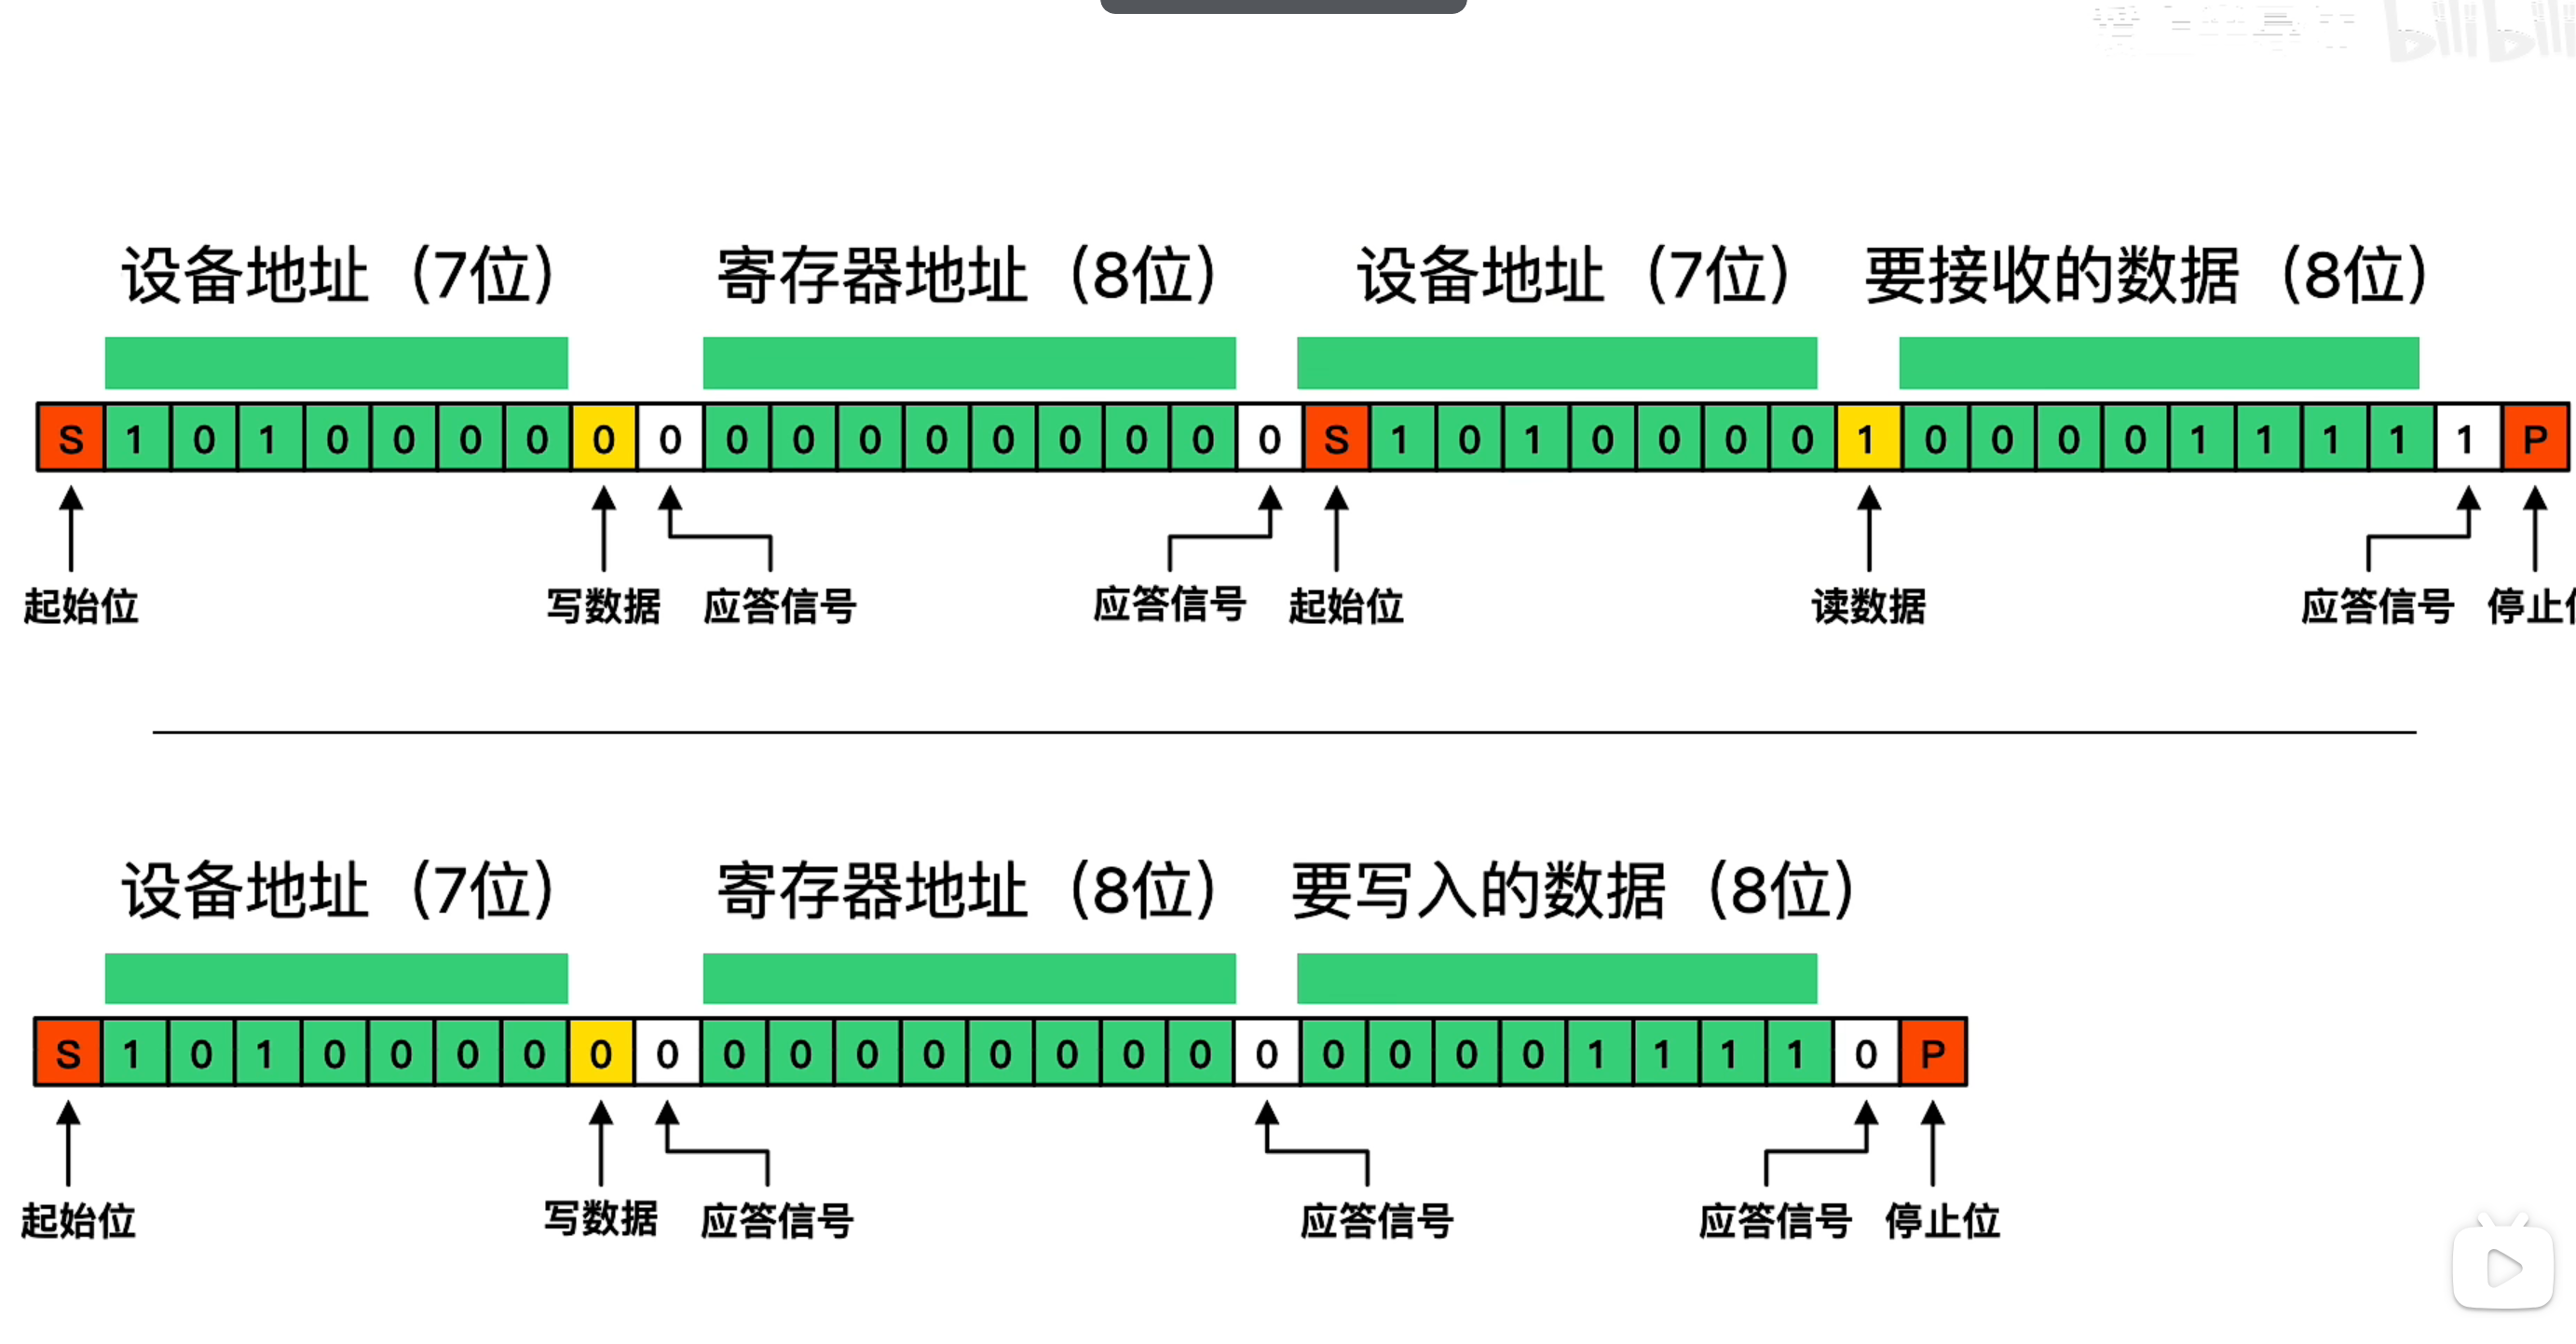 bilibili
设备地址（7位） 寄存器地址（8位） 设备地址（7位） 要接收的数据（8位）
S 1 0 1 0 0 0 0 0 0 0 0 0 0 0 0 0 0 0 S 1 0 1 0 0 0 0 1 0 0 0 0 1 1 1 1 1 P
起始位 写数据 应答信号 应答信号 起始位 读数据 应答信号 停止
设备地址（7位） 寄存器地址（8位） 要写入的数据（8位）
S 1 0 1 0 0 0 0 0 0 0 0 0 0 0 0 0 0 0 0 0 0 0 1 1 1 1 0 P
起始位 写数据 应答信号 应答信号 应答信号 停止位